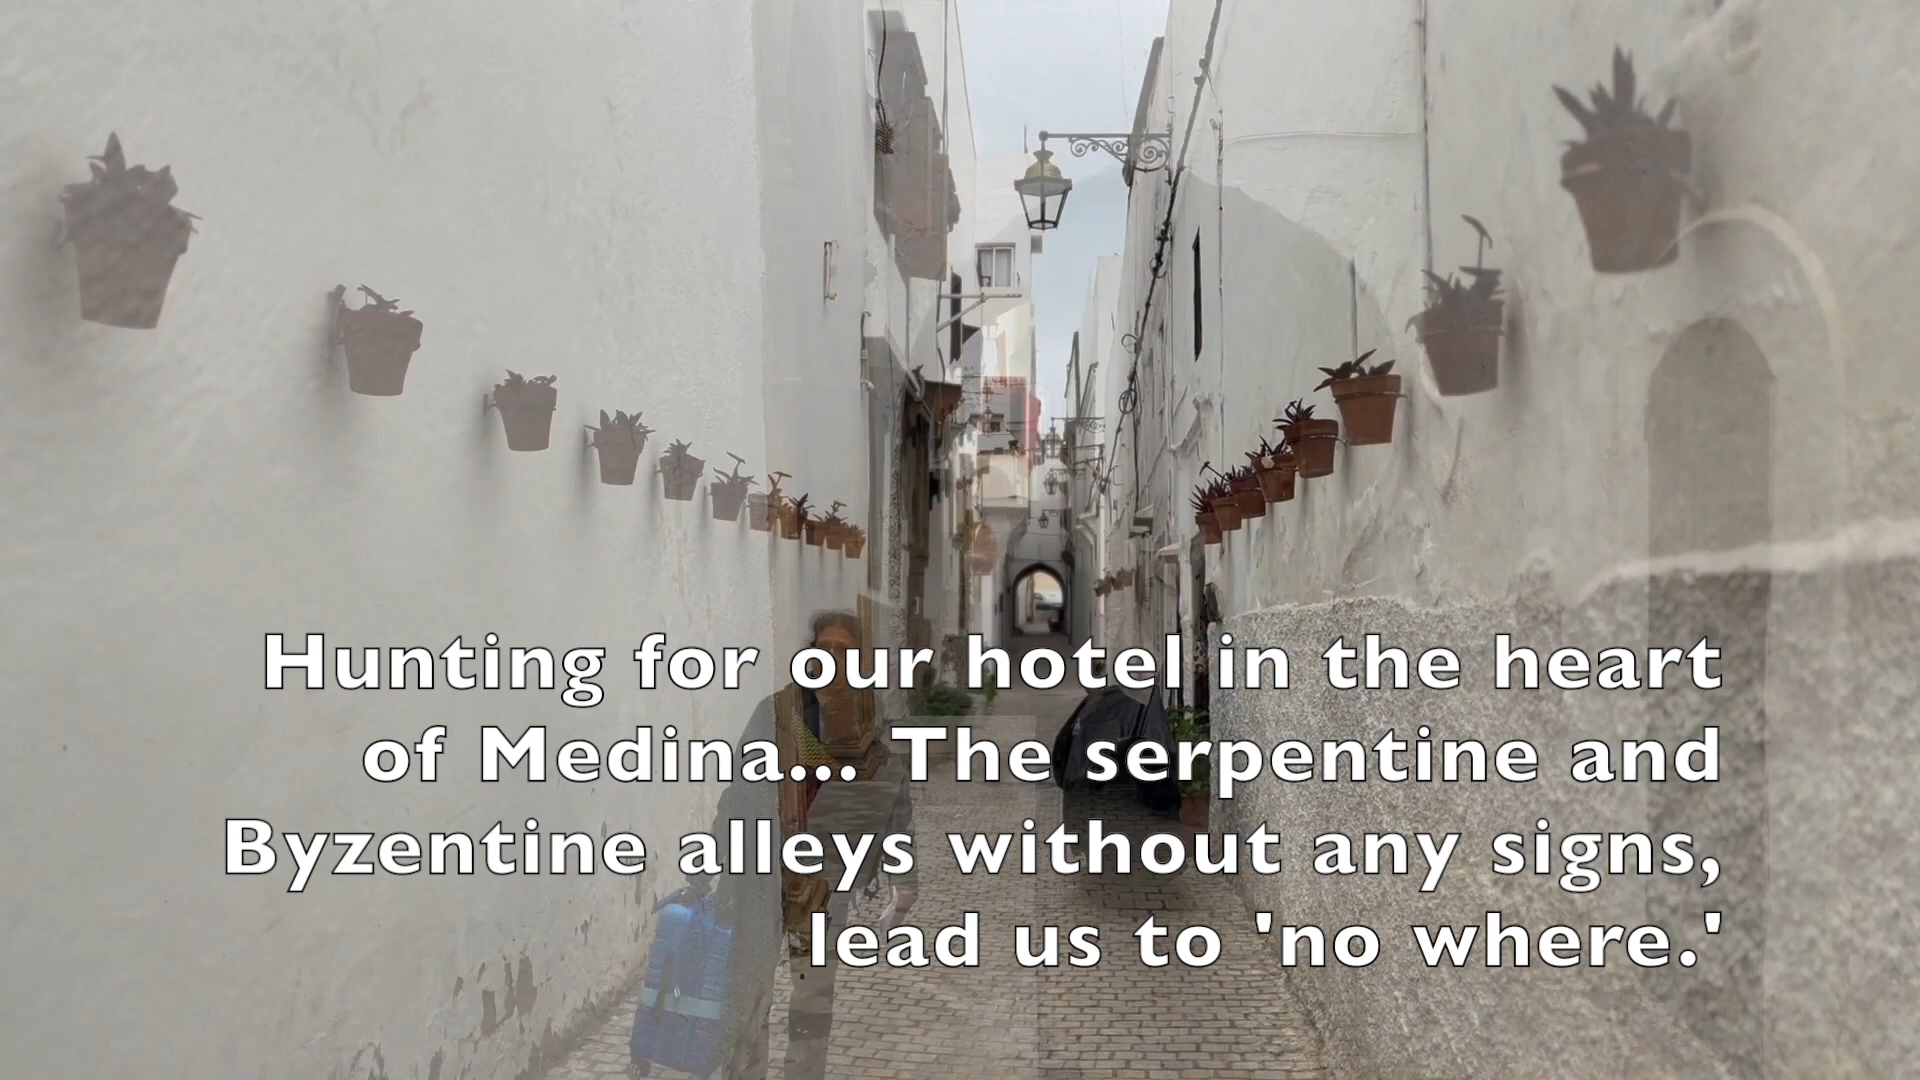 Hunting for our hotel in the heart
of Medina... The serpentine and
Byzentine alleys without any signs,
lead us to 'no where.'